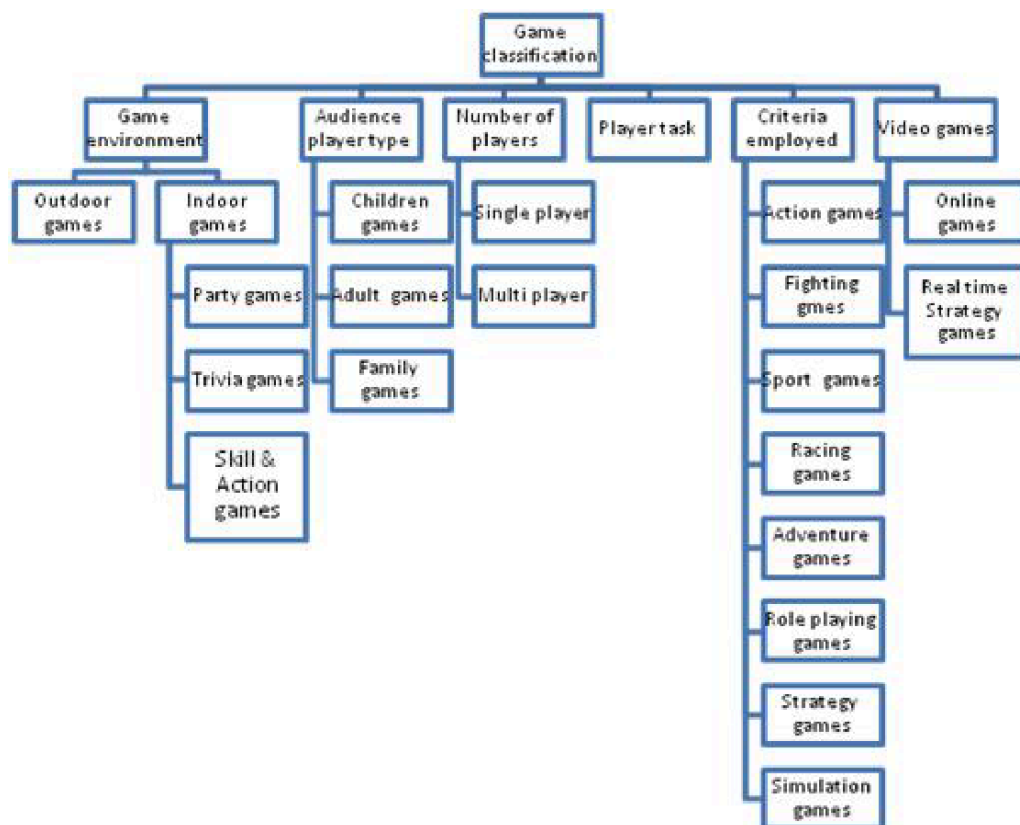 Game
classification
Game
environment
Audience
player type
Number of
players
Player task
Criteria
employed
Video games
Outdoor
games
Indoor
games
Children
games
Single player
Action games
Online
games
Party games
Adult games
Multi player
Fighting
gmes
Real time
Strategy
games
Trivia games
Family
games
Sport games
Skill &
Action
games
Racing
games
Adventure
games
Role playing
games
Strategy
games
Simulation
games